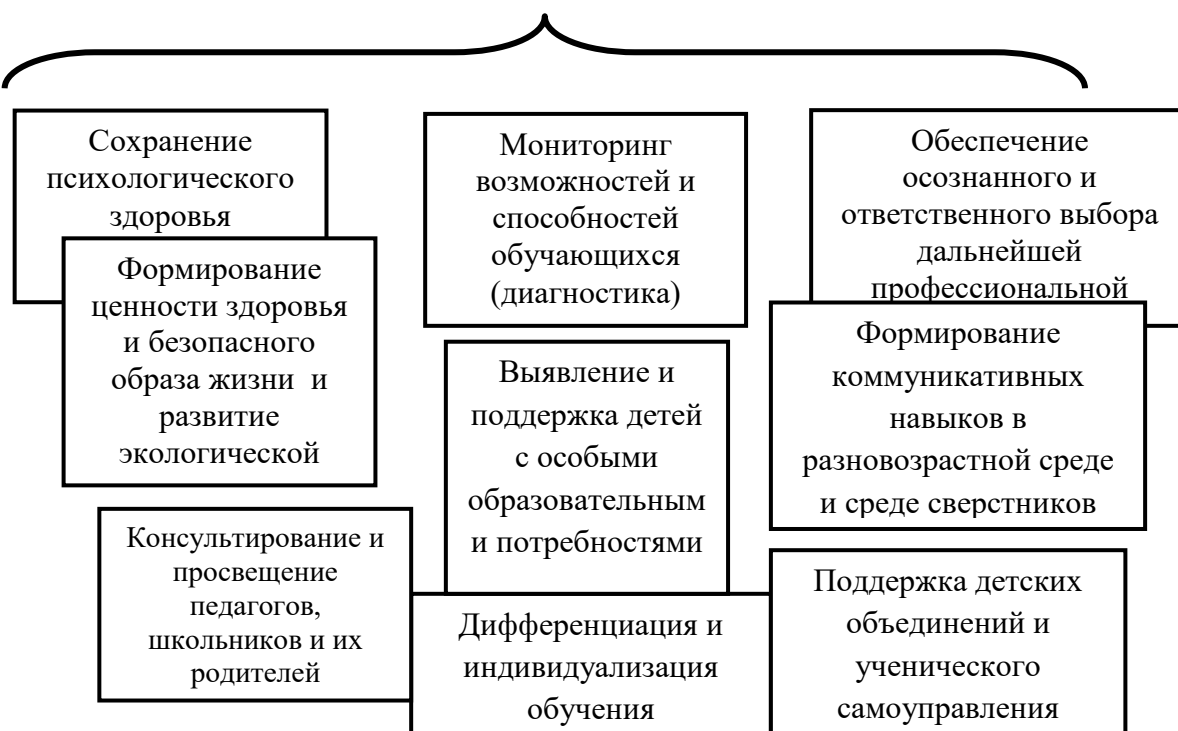 Сохранение
психологического
здоровья
Формирование
ценности здоровья
и безопасного
образа жизни и
развитие
экологической
Консультирование и
просвещение
педагогов,
школьников и их
родителей
Мониторинг
возможностей и
способностей
обучающихся
(диагностика)
Выявление и
поддержка детей
с особыми
образовательным
и потребностями
Дифференциация и
индивидуализация
обучения
Обеспечение
осознанного и
ответственного выбора
дальнейшей
профессиональной
Формирование
коммуникативных
навыков в
разновозрастной среде
и среде сверстников
Поддержка детских
объединений и
ученического
самоуправления